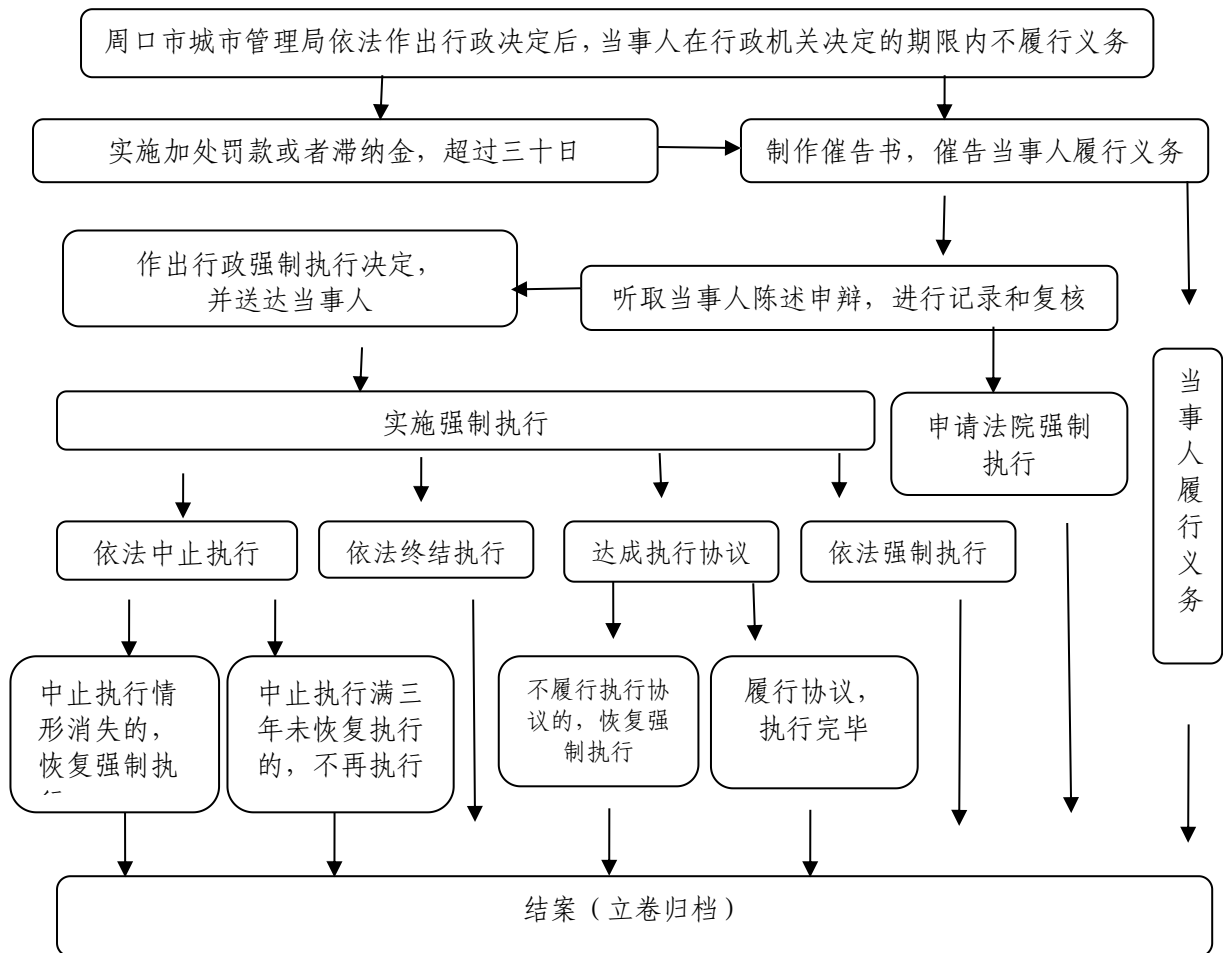 周口市城市管理局依法作出行政决定后，当事人在行政机关决定的期限内不履行义务
实施加处罚款或者滞纳金，超过三十日
制作催告书，催告当事人履行义务
作出行政强制执行决定，
并送达当事人
听取当事人陈述申辩，进行记录和复核
实施强制执行
申请法院强制
执行
当事人履行义务
依法中止执行
依法终结执行
达成执行协议
依法强制执行
中止执行情
形消失的，
恢复强制执
行
中止执行满三
年未恢复执行
的，不再执行
不履行执行协
议的，恢复强
制执行
履行协议，
执行完毕
结案（立卷归档）